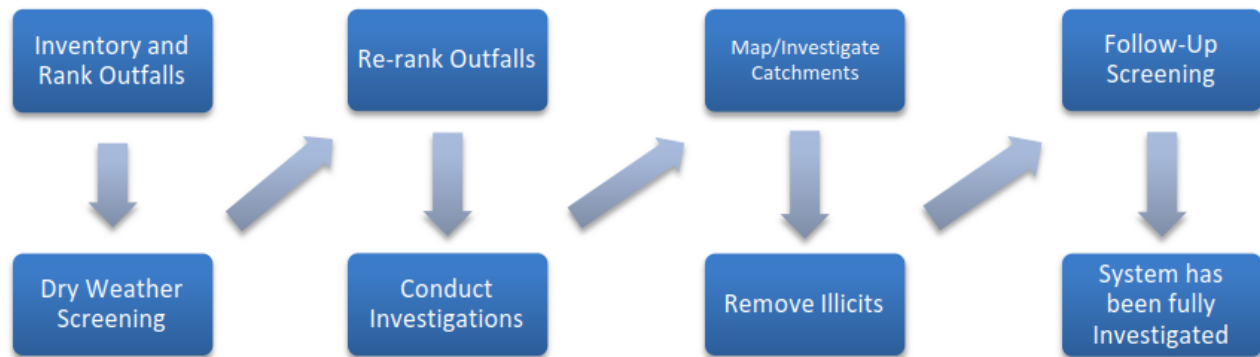 Inventory and
Rank Outfalls
Dry Weather
Screening
Re-rank Outfalls
Conduct
Investigations
Map/Investigate
Catchments
Remove Illicits
Follow-Up
Screening
System has
been fully
Investigated